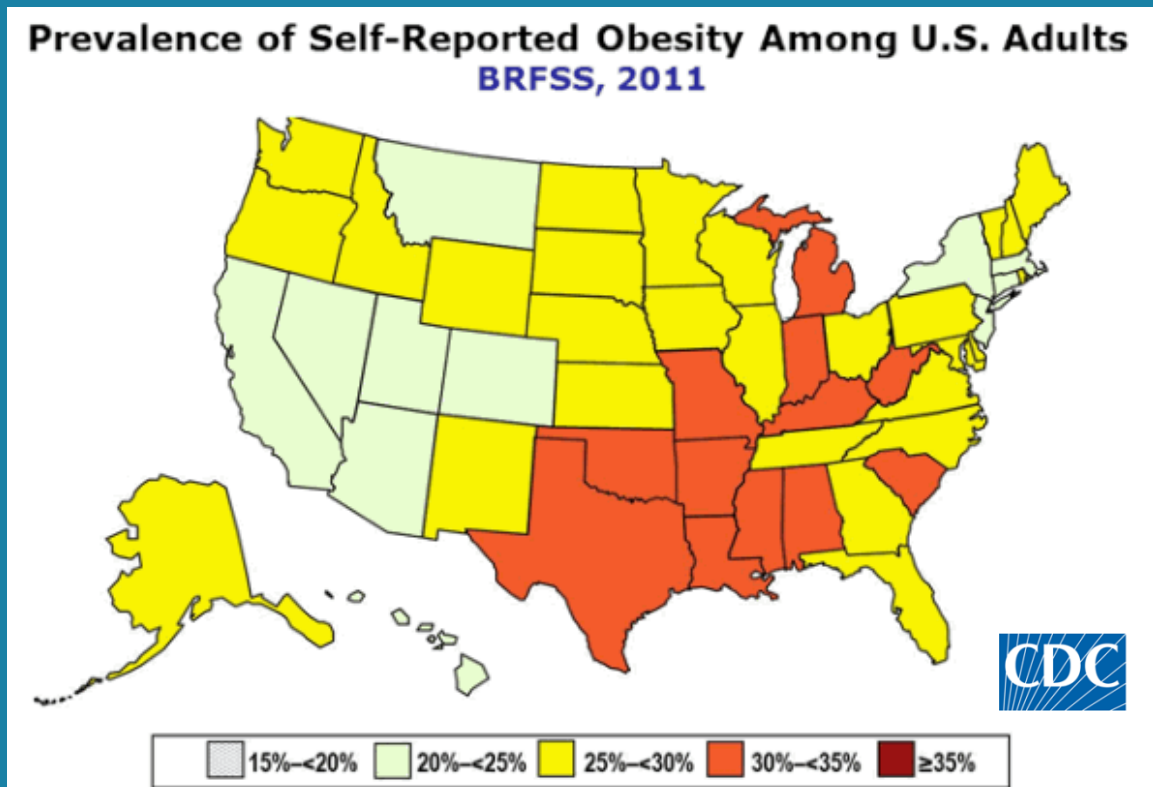 Prevalence of Self-Reported Obesity Among U.S. Adults
BRFSS, 2011
CDC
15%–<20% 20%–<25% 25%–<30% 30%–<35% ≥35%